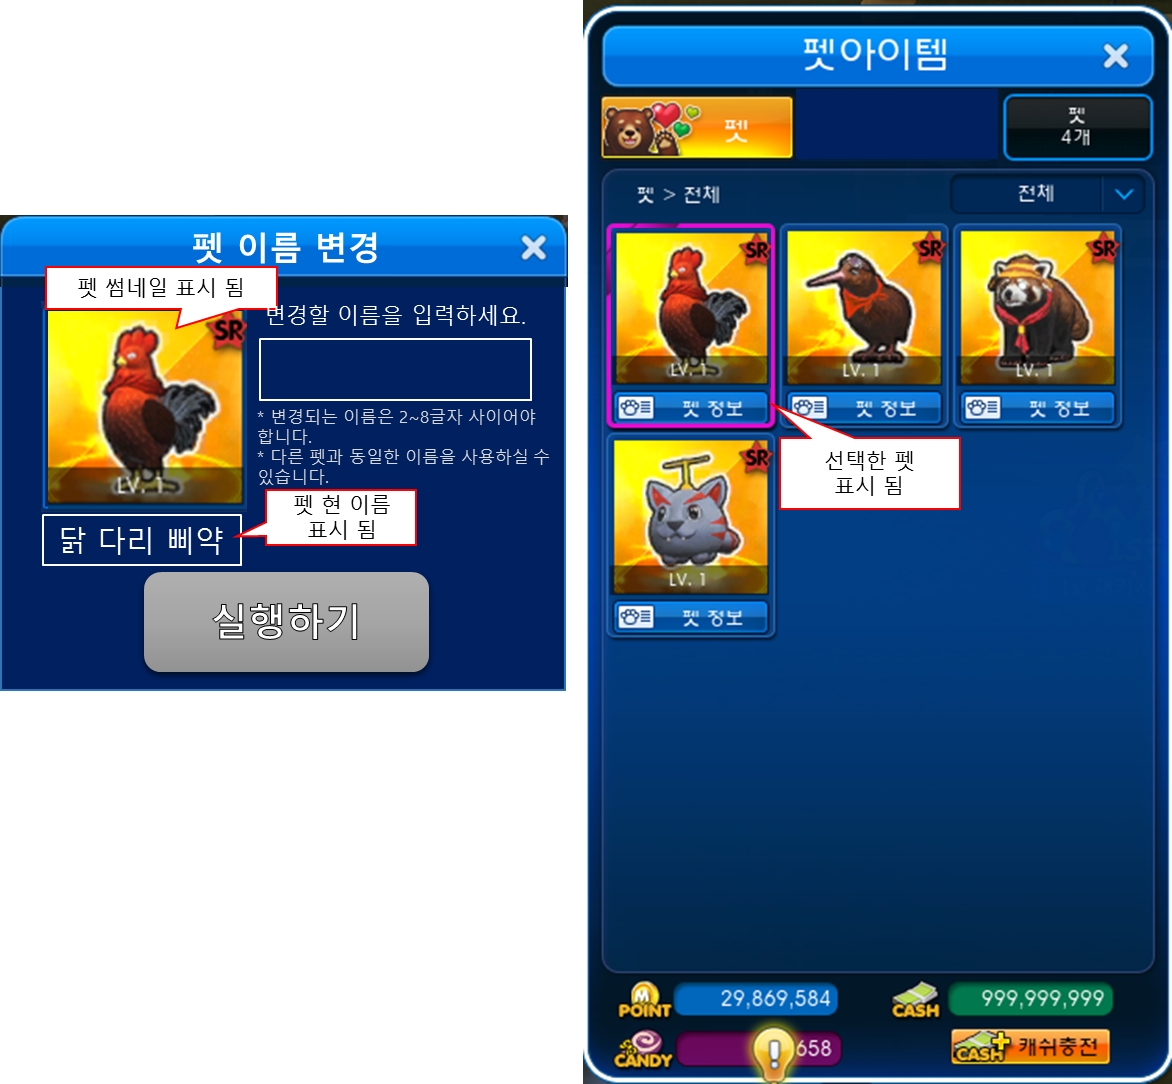 펫 이름 변경
펫 썸네일 표시 됨
SR
변경할 이름을 입력하세요.
* 변경되는 이름은 2~8글자 사이어야
합니다.
* 다른 펫과 동일한 이름을 사용하실 수
있습니다.
LV. 1
펫 현 이름
표시 됨
닭 다리 삐약
실행하기
펫아이템
펫
펫
4개
펫 > 전체
전체
SR
SR
SR
LV. 1
LV. 1
LV. 1
펫 정보
펫 정보
펫 정보
선택한 펫
표시 됨
SR
LV. 1
펫 정보
M
POINT
29,869,584
CASH
999,999,999
CANDY
658
CASH
캐쉬충전